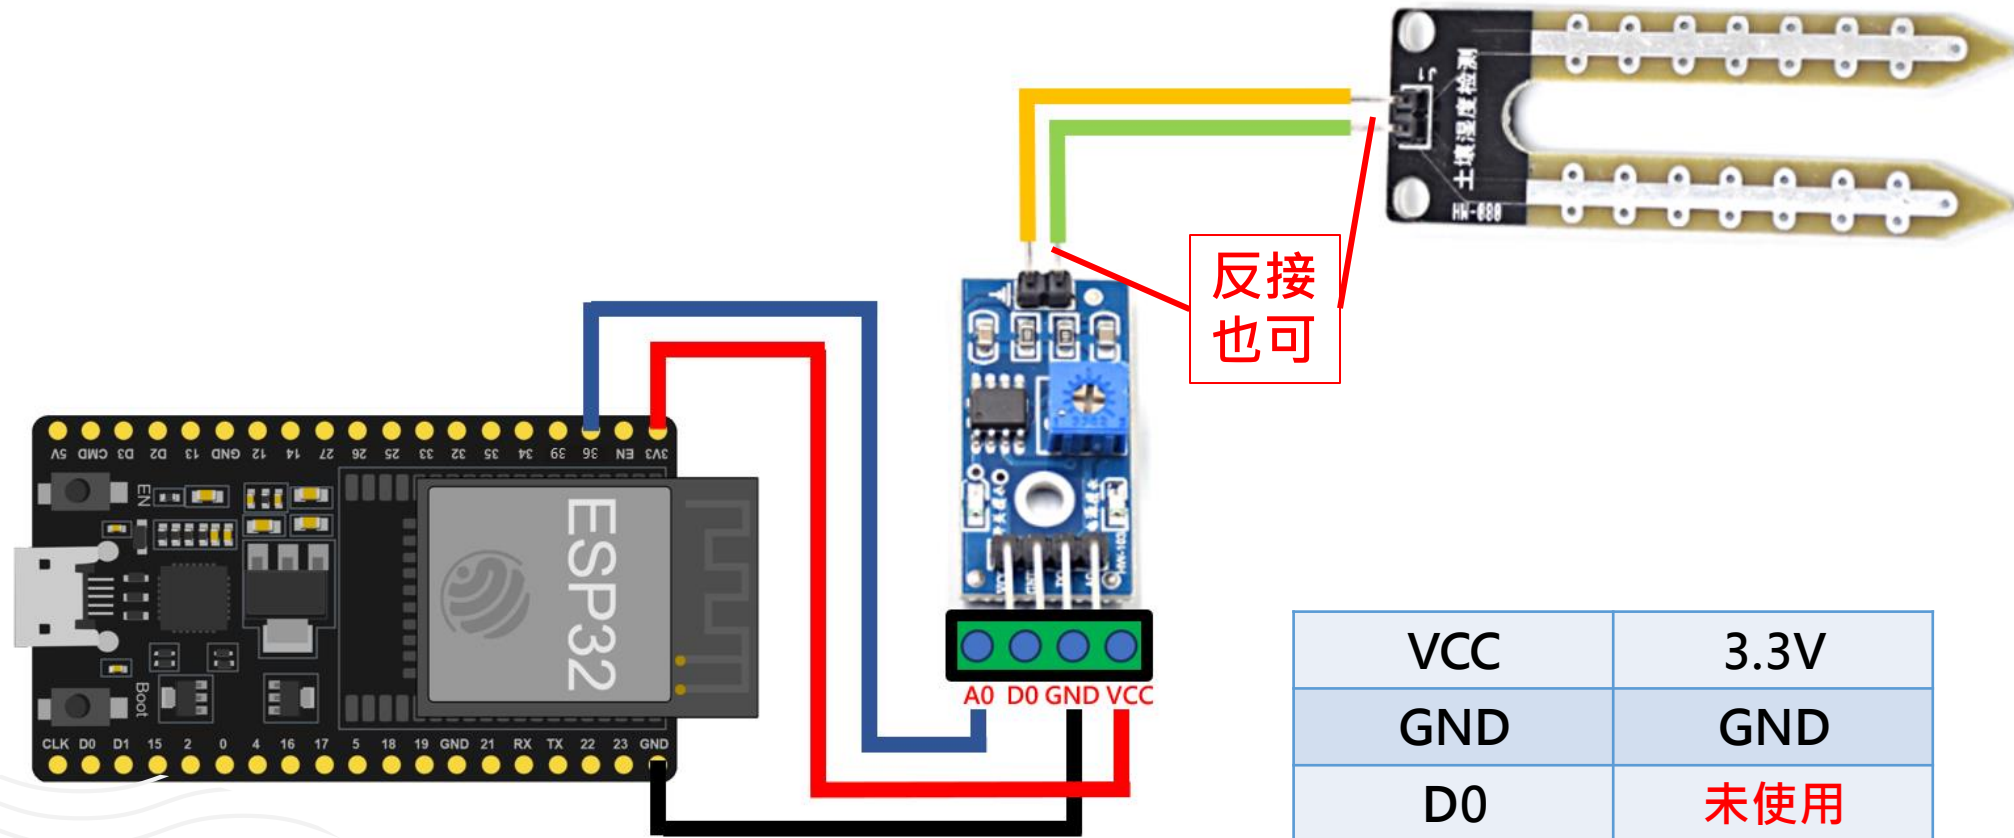 土壤湿度检测
J1
HW-080
反接
也可
5V CMD D3 D2 13 GND 12 14 27 26 25 33 32 35 34 39 36 EN 3V3
EN
ESP32
Boot
CLK D0 D1 15 2 0 4 16 17 5 18 19 GND 21 RX TX 22 23 GND
A0 D0 GND VCC
VCC 3.3V
GND GND
D0 未使用